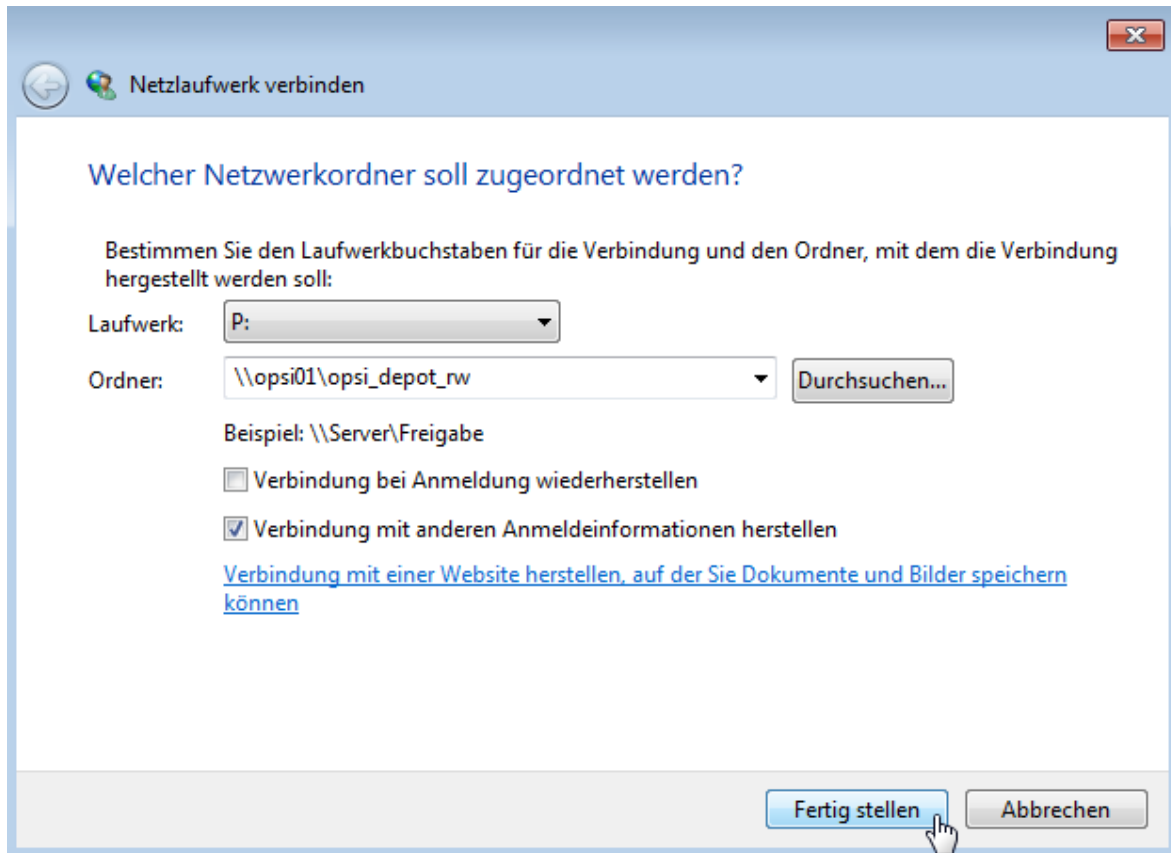 Netzlaufwerk verbinden
Welcher Netzwerkordner soll zugeordnet werden?
Bestimmen Sie den Laufwerkbuchstaben für die Verbindung und den Ordner, mit dem die Verbindung
hergestellt werden soll:
Laufwerk: P:
Ordner: \\opsi01\opsi_depot_rw Durchsuchen...
Beispiel: \\Server\Freigabe
Verbindung bei Anmeldung wiederherstellen
Verbindung mit anderen Anmeldeinformationen herstellen
Verbindung mit einer Website herstellen, auf der Sie Dokumente und Bilder speichern
können
Fertig stellen Abbrechen